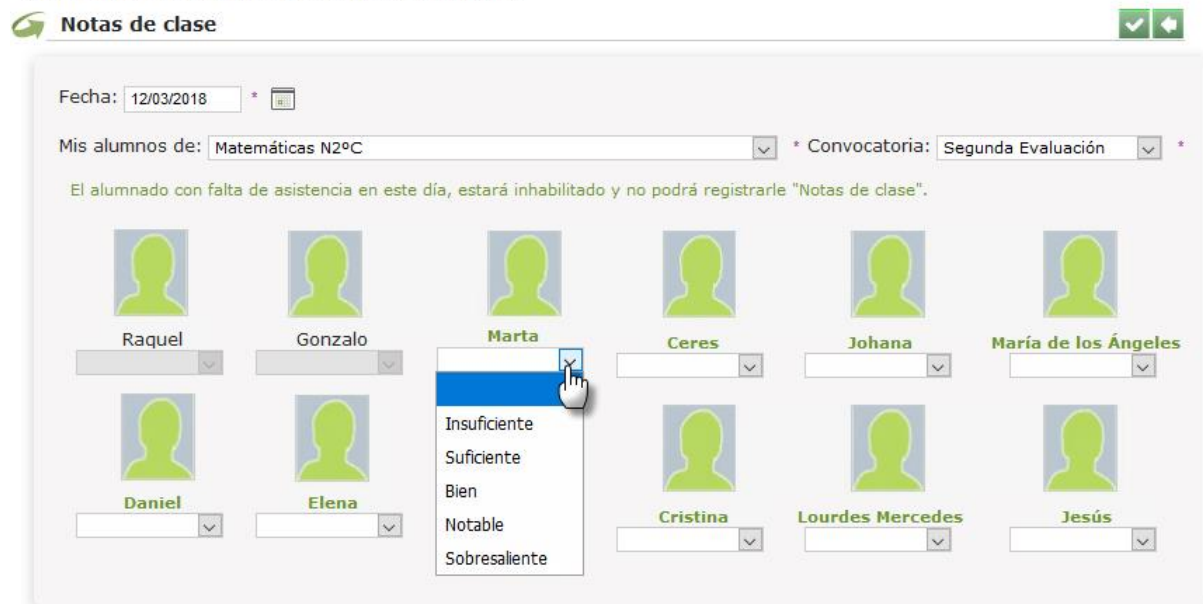 Notas de clase
Fecha: 12/03/2018 *
Mis alumnos de: Matemáticas N2ºC * Convocatoria: Segunda Evaluación *
El alumnado con falta de asistencia en este día, estará inhabilitado y no podrá registrarle "Notas de clase".
Raquel Gonzalo Marta Ceres Johana María de los Ángeles
Insuficiente
Suficiente
Bien
Notable
Sobresaliente
Daniel Elena Cristina Lourdes Mercedes Jesús